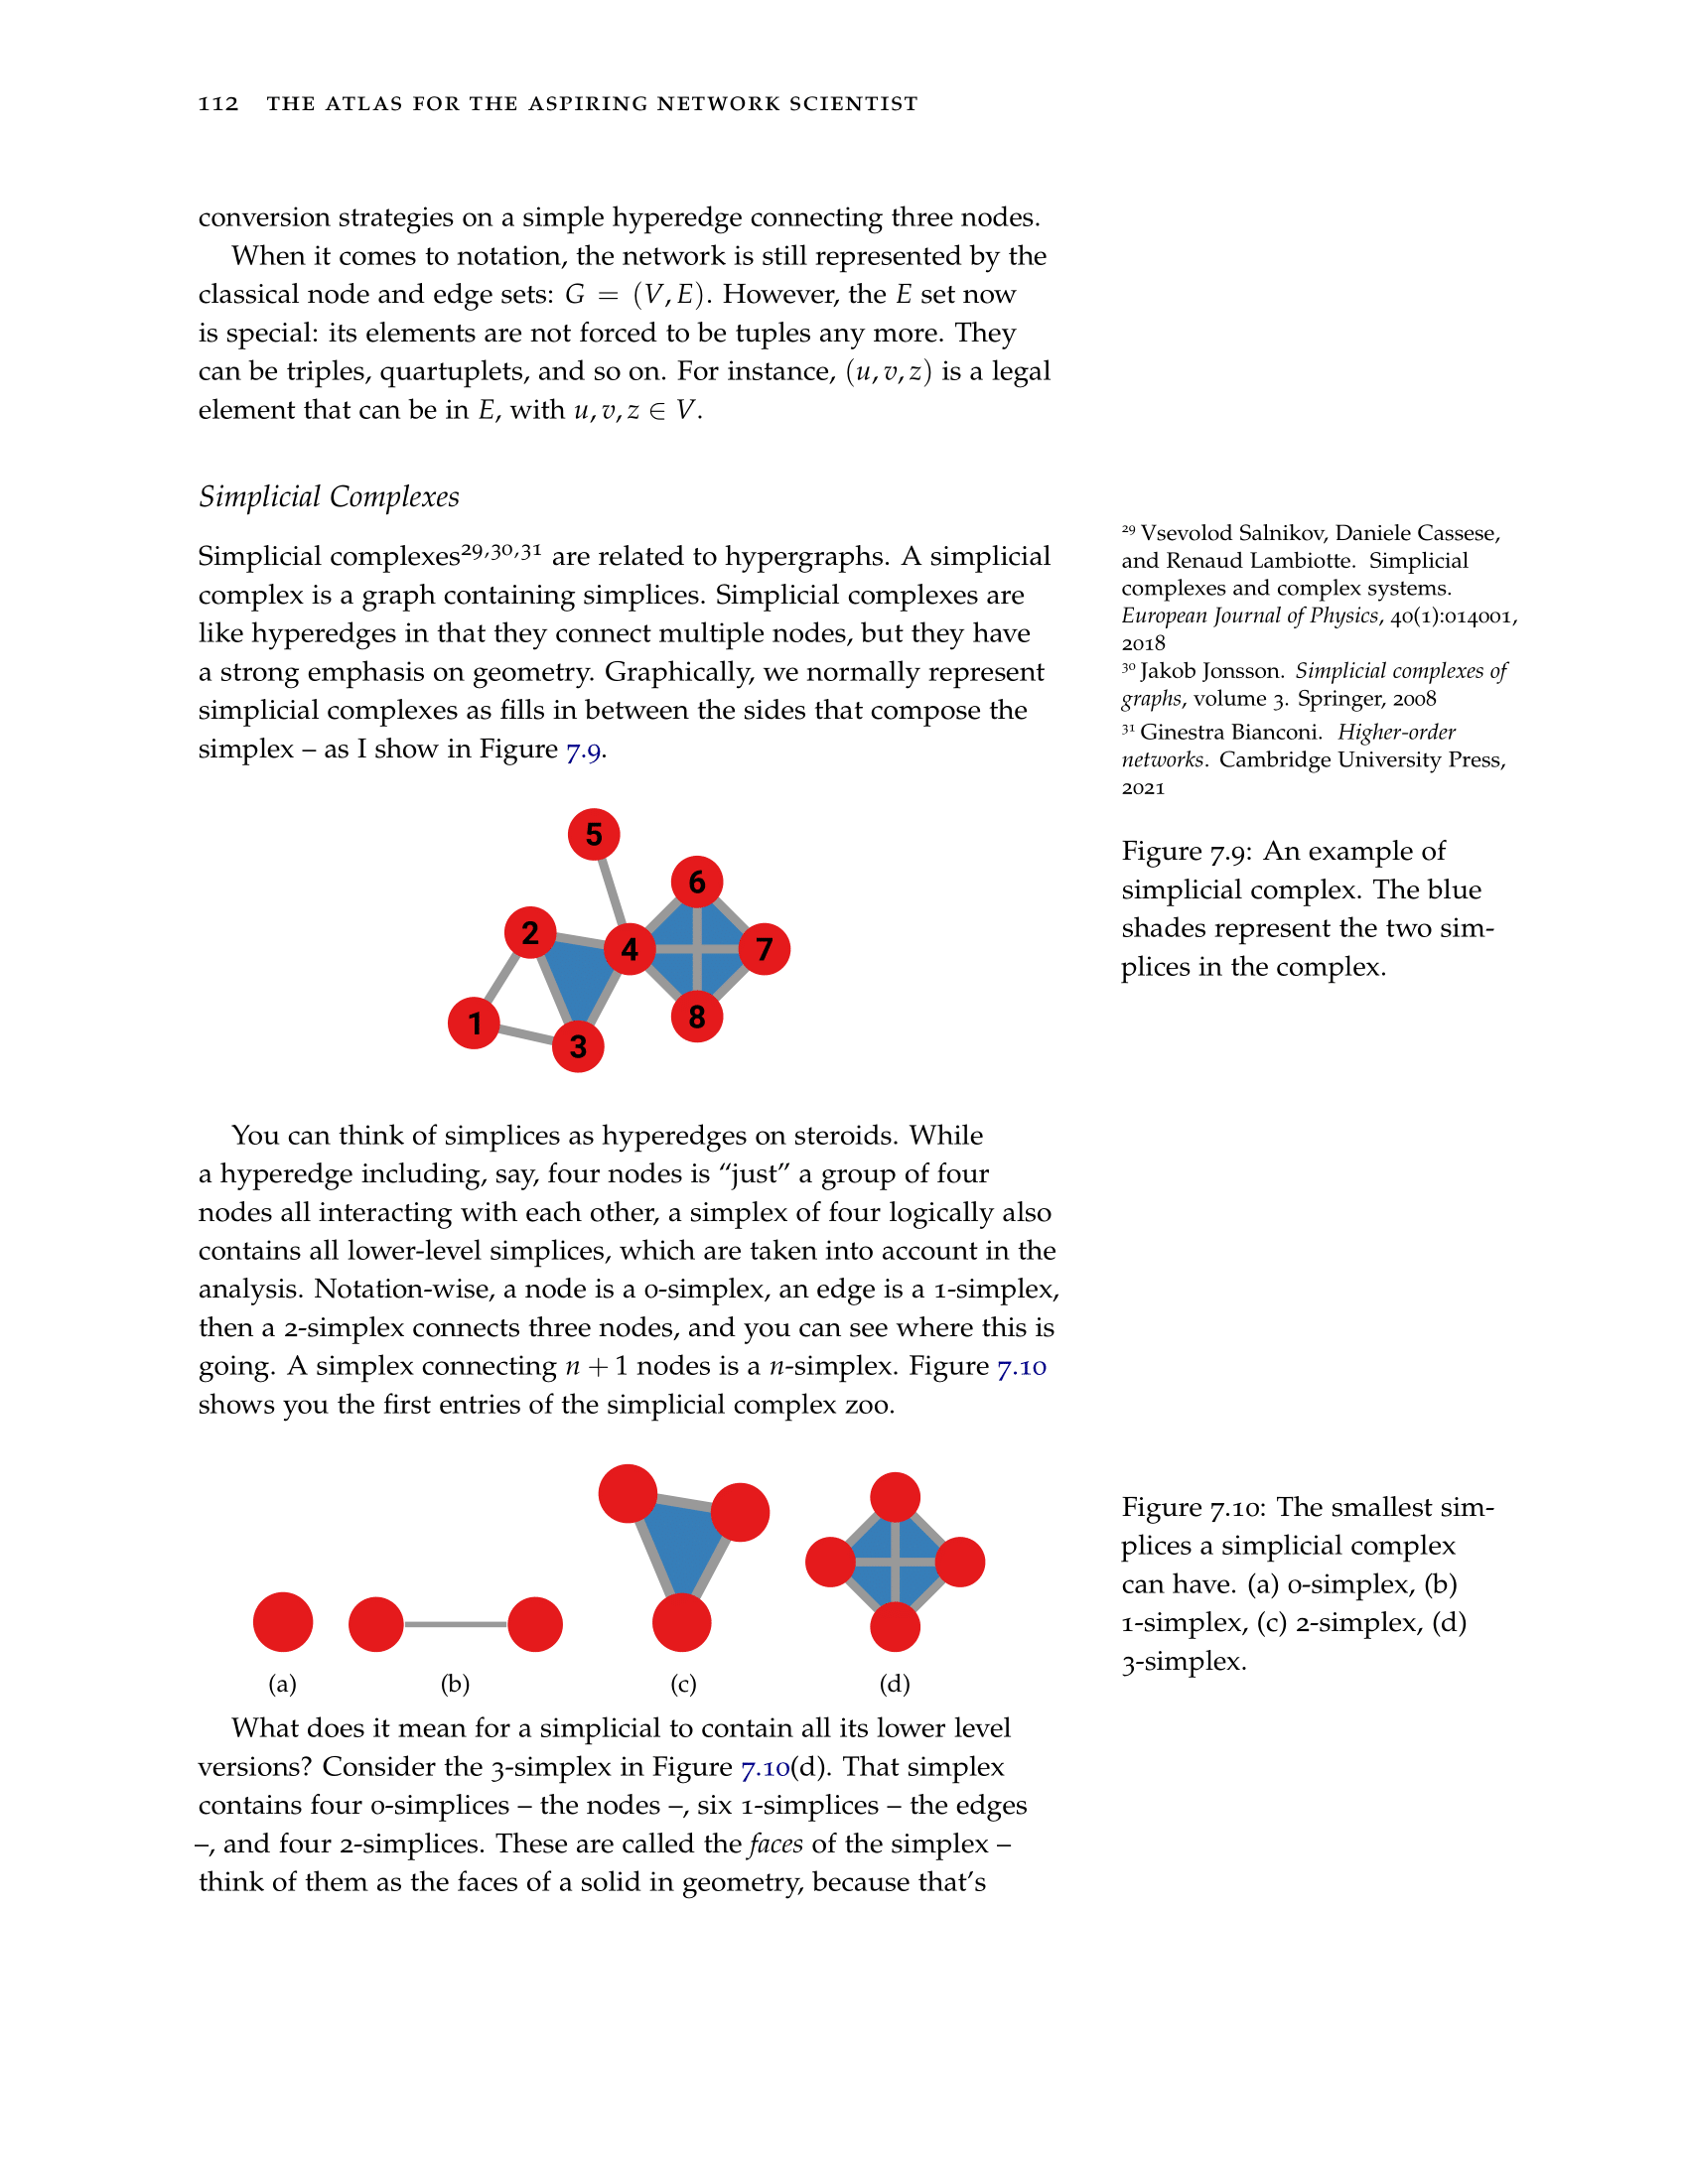 112 THE ATLAS FOR THE ASPIRING NETWORK SCIENTIST
conversion strategies on a simple hyperedge connecting three nodes.
When it comes to notation, the network is still represented by the
classical node and edge sets: G = (V, E). However, the E set now
is special: its elements are not forced to be tuples any more. They
can be triples, quartuplets, and so on. For instance, (u, v, z) is a legal
element that can be in E, with u, v, z ∈ V.
Simplicial Complexes
Simplicial complexes29,30,31 are related to hypergraphs. A simplicial
complex is a graph containing simplices. Simplicial complexes are
like hyperedges in that they connect multiple nodes, but they have
a strong emphasis on geometry. Graphically, we normally represent
simplicial complexes as fills in between the sides that compose the
simplex – as I show in Figure 7.9.
29 Vsevolod Salnikov, Daniele Cassese,
and Renaud Lambiotte. Simplicial
complexes and complex systems.
European Journal of Physics, 40(1):014001,
2018
30 Jakob Jonsson. Simplicial complexes of
graphs, volume 3. Springer, 2008
31 Ginestra Bianconi. Higher-order
networks. Cambridge University Press,
2021
5
6
2
4
7
1
8
3
Figure 7.9: An example of
simplicial complex. The blue
shades represent the two sim-
plices in the complex.
You can think of simplices as hyperedges on steroids. While
a hyperedge including, say, four nodes is “just” a group of four
nodes all interacting with each other, a simplex of four logically also
contains all lower-level simplices, which are taken into account in the
analysis. Notation-wise, a node is a 0-simplex, an edge is a 1-simplex,
then a 2-simplex connects three nodes, and you can see where this is
going. A simplex connecting n + 1 nodes is a n-simplex. Figure 7.10
shows you the first entries of the simplicial complex zoo.
(a) (b) (c) (d)
Figure 7.10: The smallest sim-
plices a simplicial complex
can have. (a) 0-simplex, (b)
1-simplex, (c) 2-simplex, (d)
3-simplex.
What does it mean for a simplicial to contain all its lower level
versions? Consider the 3-simplex in Figure 7.10(d). That simplex
contains four 0-simplices – the nodes –, six 1-simplices – the edges
–, and four 2-simplices. These are called the faces of the simplex –
think of them as the faces of a solid in geometry, because that’s